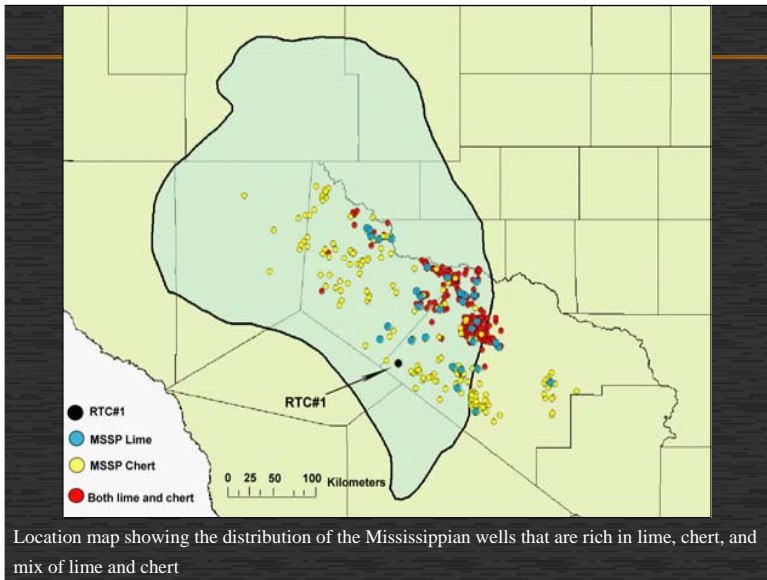 RTC#1
RTC#1
MSSP Lime
MSSP Chert
Both lime and chert
0 25 50 100 Kilometers
Location map showing the distribution of the Mississippian wells that are rich in lime, chert, and
mix of lime and chert